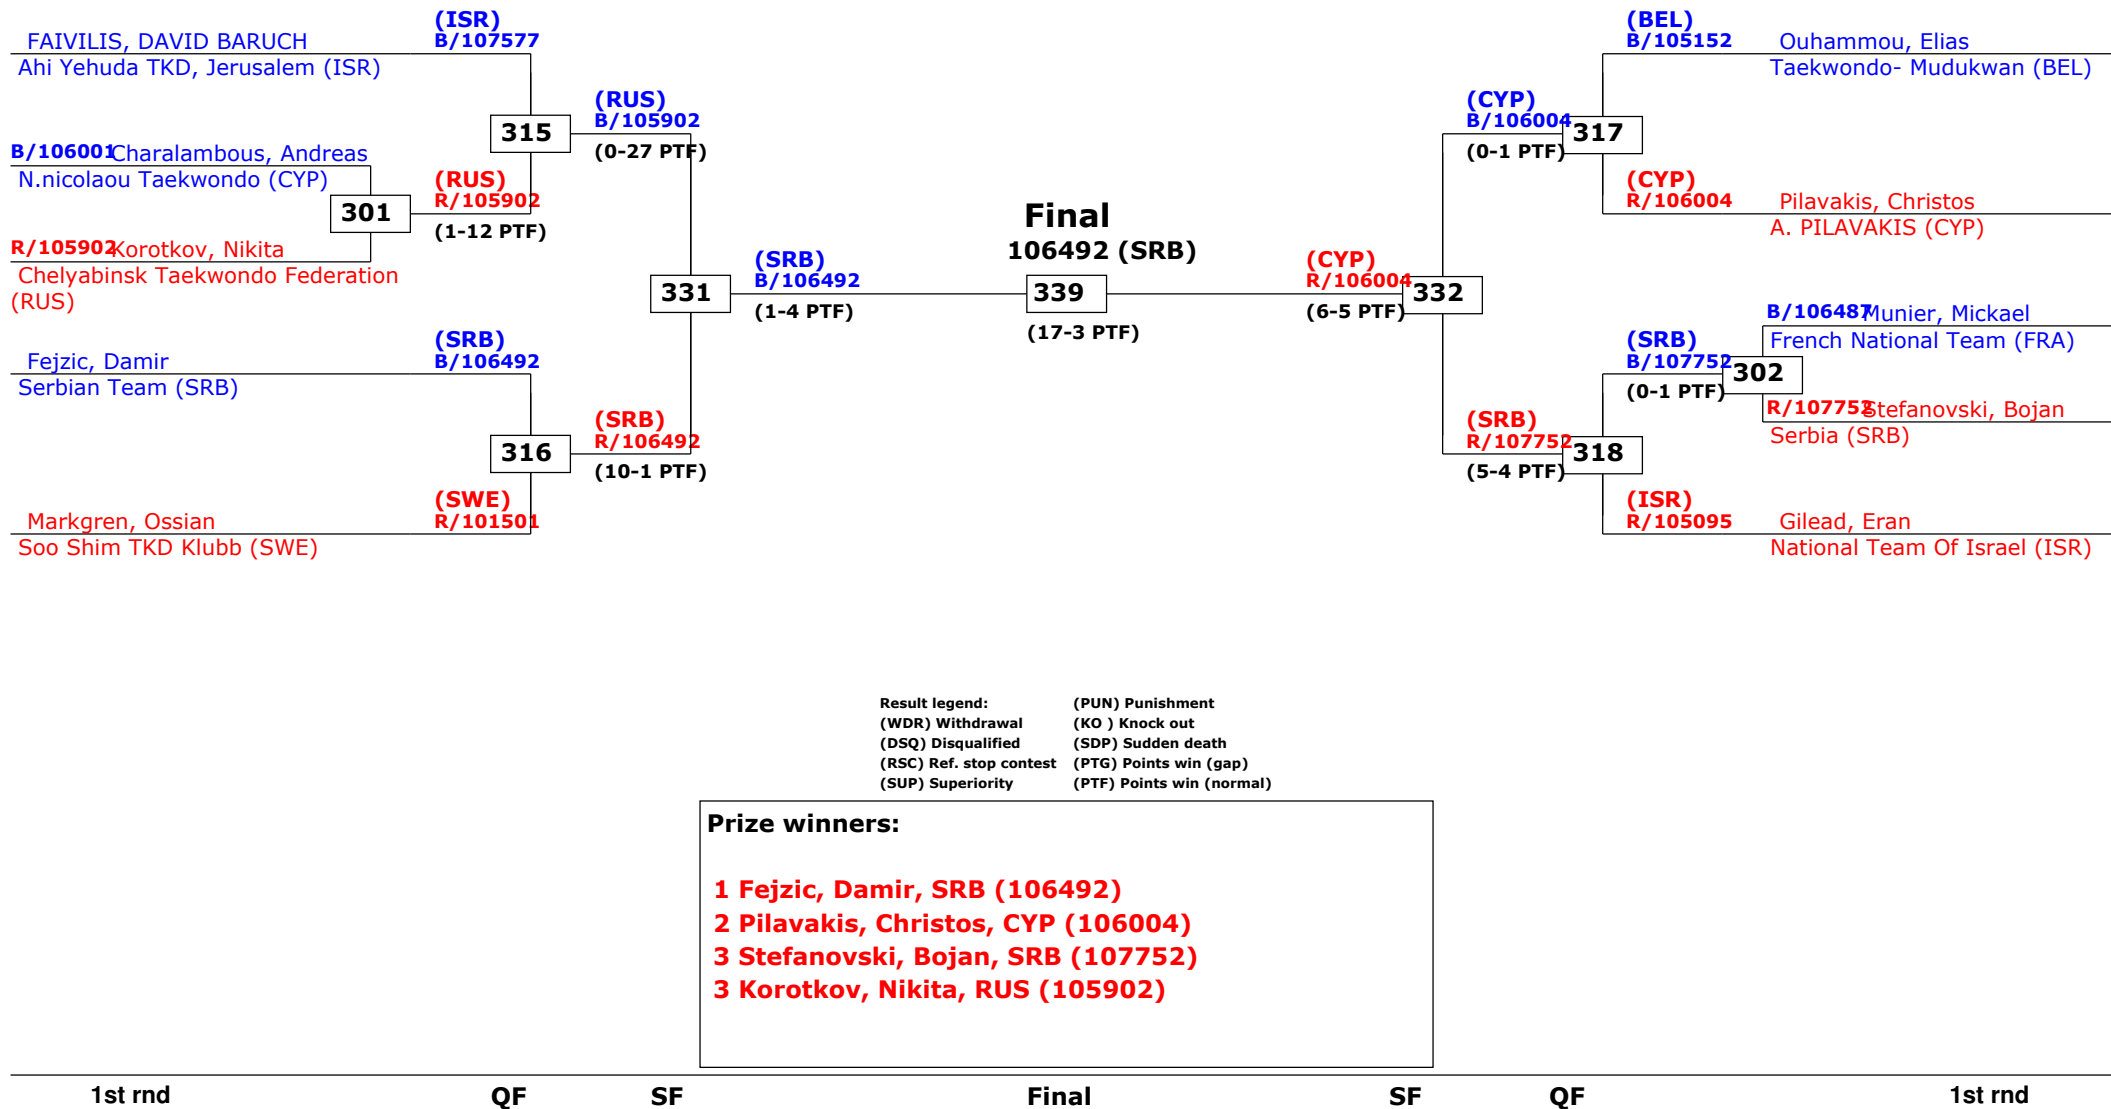 (ISR)
B/107577
FAIVILIS, DAVID BARUCH
Ahi Yehuda TKD, Jerusalem (ISR)
(RUS)
B/105902
315
(0-27 PTF)
B/106001 Charalambous, Andreas
N.nicolaou Taekwondo (CYP)
(RUS)
R/105902
301
(1-12 PTF)
R/105902 Korotkov, Nikita
Chelyabinsk Taekwondo Federation
(RUS)
(SRB)
B/106492
331
(1-4 PTF)
(SRB)
B/106492
Fejzic, Damir
Serbian Team (SRB)
(SRB)
R/106492
316
(10-1 PTF)
(SWE)
R/101501
Markgren, Ossian
Soo Shim TKD Klubb (SWE)
Final
106492 (SRB)
339
(17-3 PTF)
(BEL)
B/105152
Ouhammou, Elias
Taekwondo- Mudukwan (BEL)
(CYP)
B/106004
317
(0-1 PTF)
(CYP)
R/106004
Pilavakis, Christos
A. PILAVAKIS (CYP)
(CYP)
R/106004
332
(6-5 PTF)
B/106487 Munier, Mickael
French National Team (FRA)
(SRB)
B/107752
302
(0-1 PTF)
R/107752 Stefanovski, Bojan
Serbia (SRB)
(SRB)
R/107752
318
(5-4 PTF)
(ISR)
R/105095
Gilead, Eran
National Team Of Israel (ISR)
Result legend: (PUN) Punishment
(WDR) Withdrawal (KO ) Knock out
(DSQ) Disqualified (SDP) Sudden death
(RSC) Ref. stop contest (PTG) Points win (gap)
(SUP) Superiority (PTF) Points win (normal)
Prize winners:
1 Fejzic, Damir, SRB (106492)
2 Pilavakis, Christos, CYP (106004)
3 Stefanovski, Bojan, SRB (107752)
3 Korotkov, Nikita, RUS (105902)
1st rnd QF SF Final SF QF 1st rnd